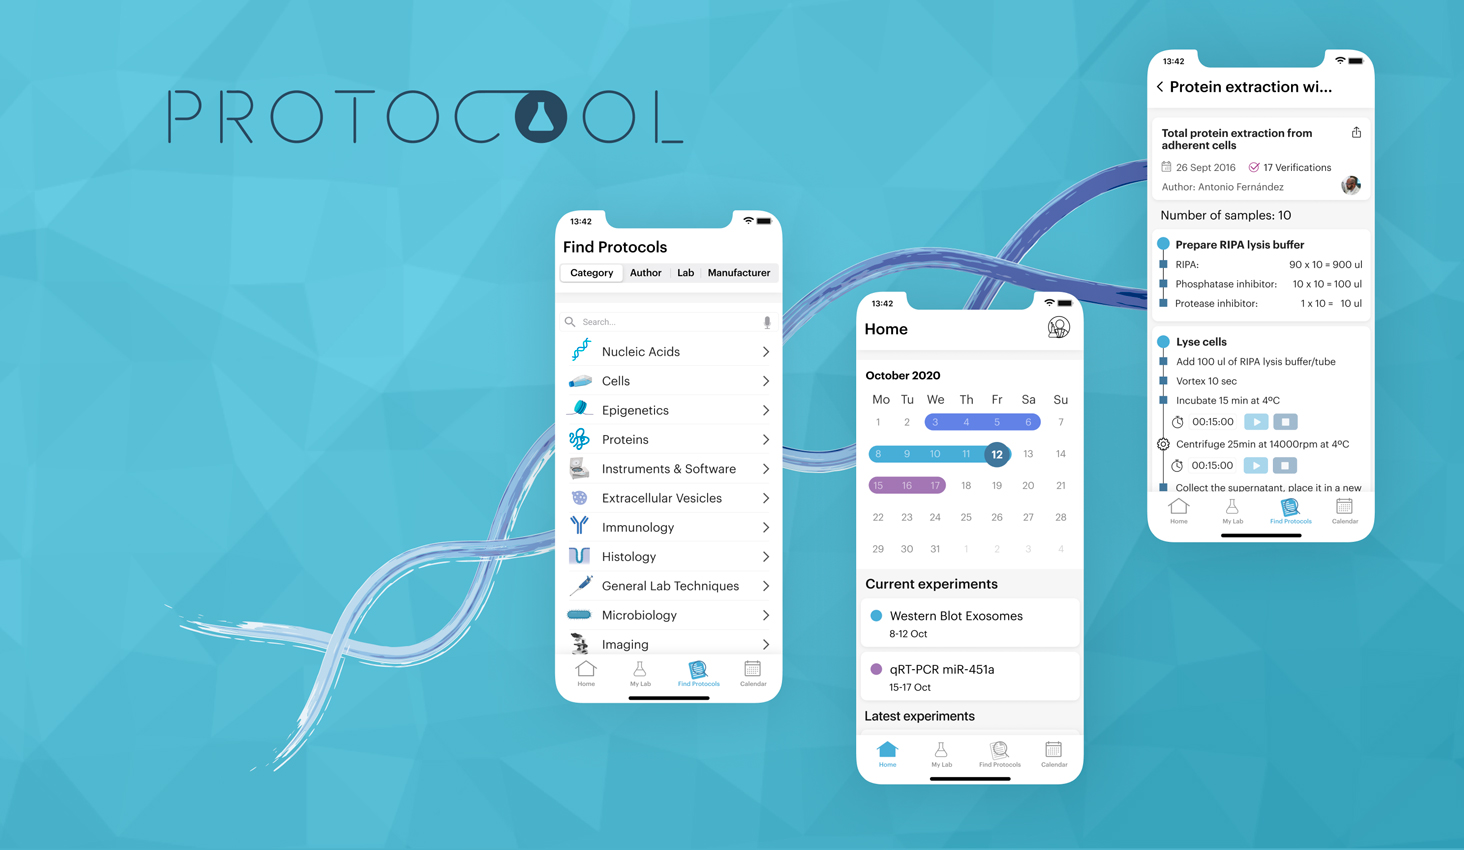 PROTOCOOL
13:42
Find Protocols
Category Author Lab Manufacturer
Search...
Nucleic Acids
Cells
Epigenetics
Proteins
Instruments & Software
Extracellular Vesicles
Immunology
Histology
General Lab Techniques
Microbiology
Imaging
Home My Lab Find Protocols Calendar
13:42
Home
October 2020
Mo Tu We Th Fr Sa Su
1 2 3 4 5 6 7
8 9 10 11 12 13 14
15 16 17 18 19 20 21
22 23 24 25 26 27 28
29 30 31 1 2 3 4
Current experiments
Western Blot Exosomes
8-12 Oct
qRT-PCR miR-451a
15-17 Oct
Latest experiments
Home My Lab Find Protocols Calendar
13:42
Protein extraction wi...
Total protein extraction from
adherent cells
26 Sept 2016 17 Verifications
Author: Antonio Fernández
Number of samples: 10
Prepare RIPA lysis buffer
RIPA: 90 x 10 = 900 ul
Phosphatase inhibitor: 10 x 10 = 100 ul
Protease inhibitor: 1 x 10 = 10 ul
Lyse cells
Add 100 ul of RIPA lysis buffer/tube
Vortex 10 sec
Incubate 15 min at 4ºC
00:15:00
Centrifuge 25min at 14000rpm at 4ºC
00:15:00
Collect the supernatant, place it in a new
Home My Lab Find Protocols Calendar